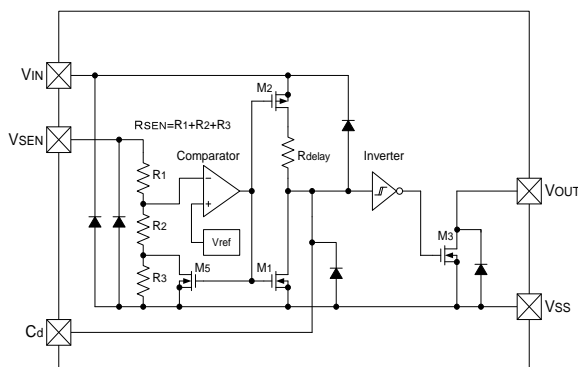 VIN
M2
VSEN
RSEN=R1+R2+R3
Comparator
Rdelay
Inverter
R1
−
+
VOUT
R2
Vref
M3
M5
M1
R3
VSS
Cd